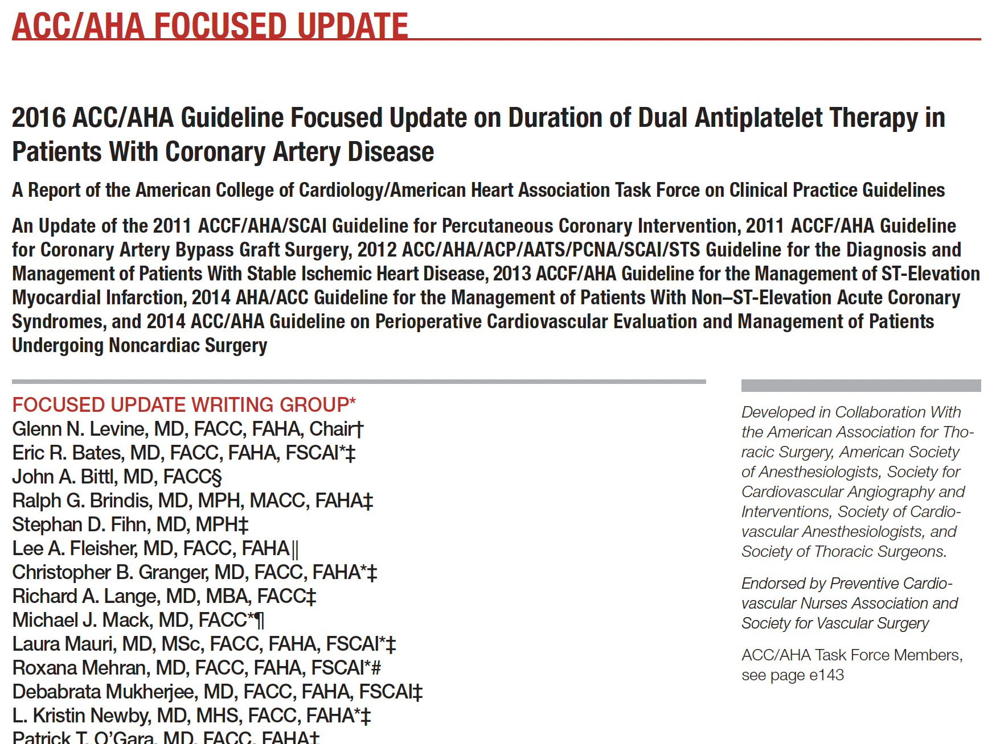 ACC/AHA FOCUSED UPDATE
2016 ACC/AHA Guideline Focused Update on Duration of Dual Antiplatelet Therapy in
Patients With Coronary Artery Disease
A Report of the American College of Cardiology/American Heart Association Task Force on Clinical Practice Guidelines
An Update of the 2011 ACCF/AHA/SCAI Guideline for Percutaneous Coronary Intervention, 2011 ACCF/AHA Guideline
for Coronary Artery Bypass Graft Surgery, 2012 ACC/AHA/ACP/AATS/PCNA/SCAI/STS Guideline for the Diagnosis and
Management of Patients With Stable Ischemic Heart Disease, 2013 ACCF/AHA Guideline for the Management of ST-Elevation
Myocardial Infarction, 2014 AHA/ACC Guideline for the Management of Patients With Non–ST-Elevation Acute Coronary
Syndromes, and 2014 ACC/AHA Guideline on Perioperative Cardiovascular Evaluation and Management of Patients
Undergoing Noncardiac Surgery
FOCUSED UPDATE WRITING GROUP*
Glenn N. Levine, MD, FACC, FAHA, Chair†
Eric R. Bates, MD, FACC, FAHA, FSCAI*‡
John A. Bittl, MD, FACC§
Ralph G. Brindis, MD, MPH, MACC, FAHA‡
Stephan D. Fihn, MD, MPH‡
Lee A. Fleisher, MD, FACC, FAHA‖
Christopher B. Granger, MD, FACC, FAHA*‡
Richard A. Lange, MD, MBA, FACC‡
Michael J. Mack, MD, FACC*¶
Laura Mauri, MD, MSc, FACC, FAHA, FSCAI*‡
Roxana Mehran, MD, FACC, FAHA, FSCAI*#
Debabrata Mukherjee, MD, FACC, FAHA, FSCAI‡
L. Kristin Newby, MD, MHS, FACC, FAHA*‡
Patrick T. O’Gara, MD, FACC, FAHA‡
Developed in Collaboration With
the American Association for Tho-
racic Surgery, American Society
of Anesthesiologists, Society for
Cardiovascular Angiography and
Interventions, Society of Cardio-
vascular Anesthesiologists, and
Society of Thoracic Surgeons.
Endorsed by Preventive Cardio-
vascular Nurses Association and
Society for Vascular Surgery
ACC/AHA Task Force Members,
see page e143